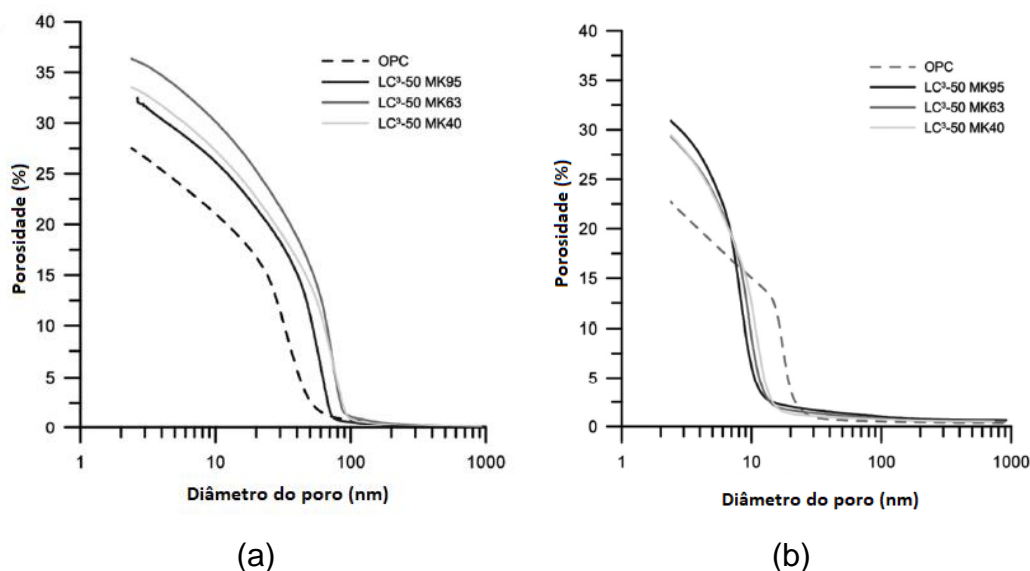 40
35
30
25
20
15
10
5
0
Porosidade (%)
OPC
LC³-50 MK95
LC³-50 MK63
LC³-50 MK40
1
10
100
1000
Diâmetro do poro (nm)
(a)
40
35
30
25
20
15
10
5
0
Porosidade (%)
OPC
LC³-50 MK95
LC³-50 MK63
LC³-50 MK40
1
10
100
1000
Diâmetro do poro (nm)
(b)